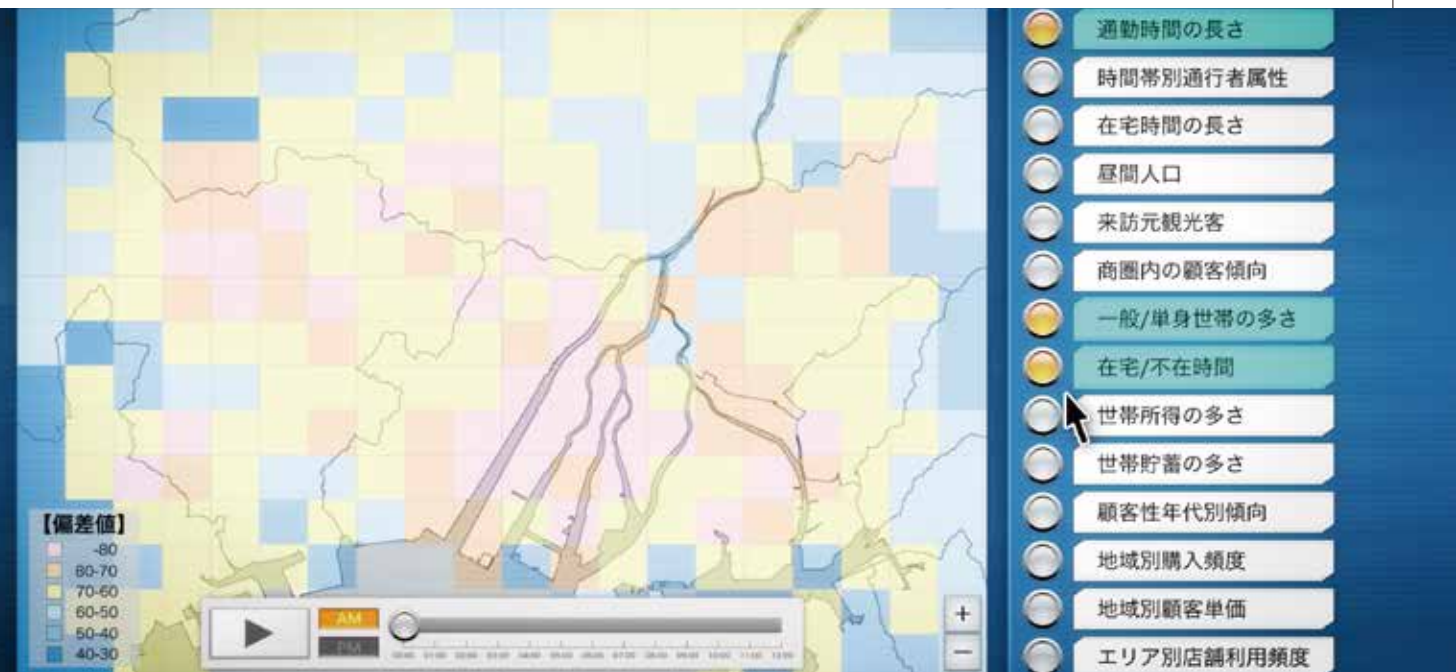 通勤時間の長さ
時間帯別通行者属性
在宅時間の長さ
昼間人口
来訪元観光客
商圏内の顧客傾向
一般/単身世帯の多さ
在宅/不在時間
世帯所得の多さ
世帯貯蓄の多さ
顧客性年代別傾向
地域別購入頻度
地域別顧客単価
エリア別店舗利用頻度
【偏差値】
-80
80-70
70-60
60-50
50-40
40-30
AM
PM
+
−